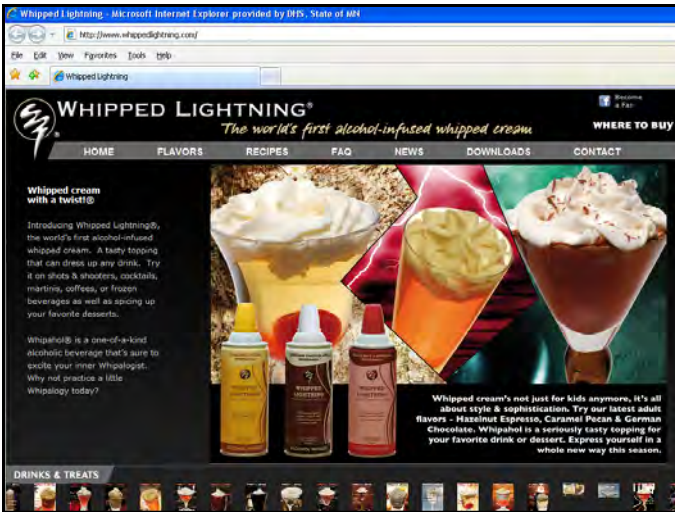 Whipped Lightning - Microsoft Internet Explorer provided by DHS, State of MN
http://www.whippedlightning.com/
File Edit View Favorites Tools Help
Whipped Lightning
WHIPPED LIGHTNING®
The world's first alcohol-infused whipped cream
Become
a Fan
WHERE TO BUY
HOME FLAVORS RECIPES FAQ NEWS DOWNLOADS CONTACT
Whipped cream
with a twist!®
Introducing Whipped Lightning®,
the world's first alcohol-infused
whipped cream. A tasty topping
that can dress up any drink. Try
it on shots & shooters, cocktails,
martinis, coffees, or frozen
beverages as well as spicing up
your favorite desserts.
Whipahol® is a one-of-a-kind
alcoholic beverage that's sure to
excite your inner Whipologist.
Why not practice a little
Whipalogy today?
WHIPPED
LIGHTNING
WHIPPED
LIGHTNING
WHIPPED
LIGHTNING
Whipped cream's not just for kids anymore, it's all
about style & sophistication. Try our latest adult
flavors - Hazelnut Espresso, Caramel Pecan & German
Chocolate. Whipahol is a seriously tasty topping for
your favorite drink or dessert. Express yourself in a
whole new way this season.
DRINKS & TREATS